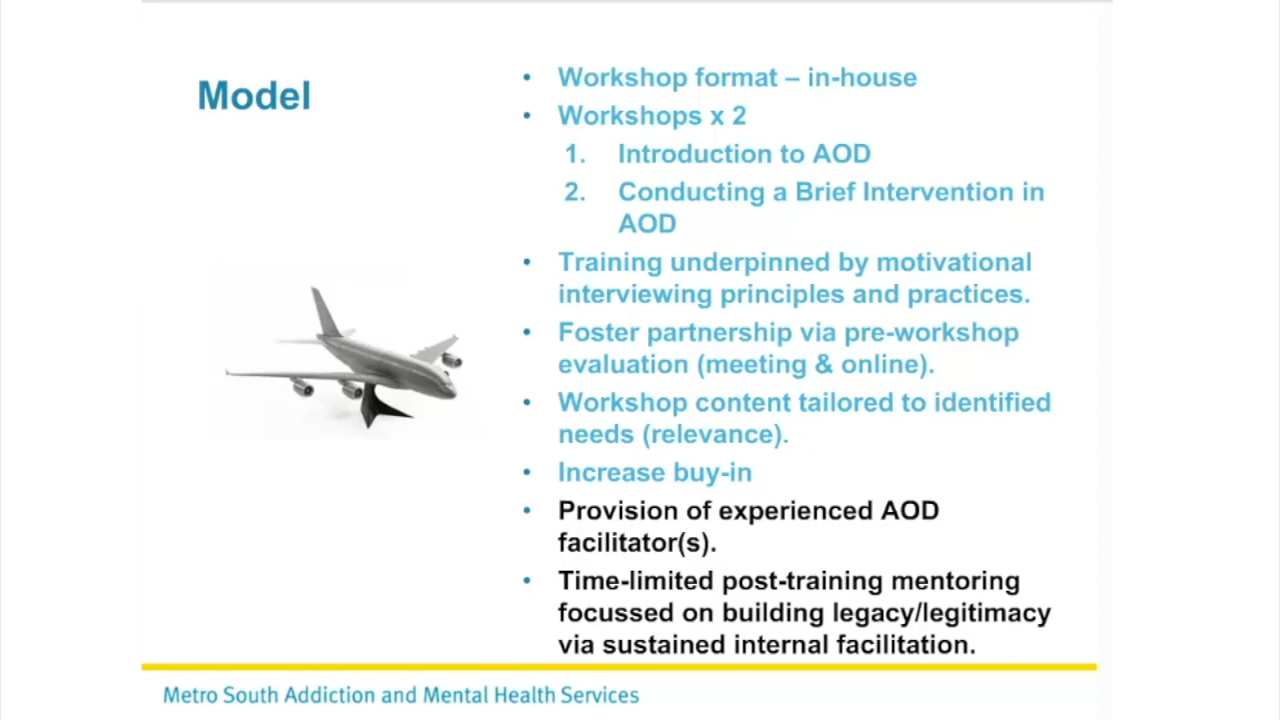 Model
• Workshop format – in-house
• Workshops x 2
1. Introduction to AOD
2. Conducting a Brief Intervention in
AOD
• Training underpinned by motivational
interviewing principles and practices.
• Foster partnership via pre-workshop
evaluation (meeting & online).
• Workshop content tailored to identified
needs (relevance).
• Increase buy-in
• Provision of experienced AOD
facilitator(s).
• Time-limited post-training mentoring
focussed on building legacy/legitimacy
via sustained internal facilitation.
Metro South Addiction and Mental Health Services